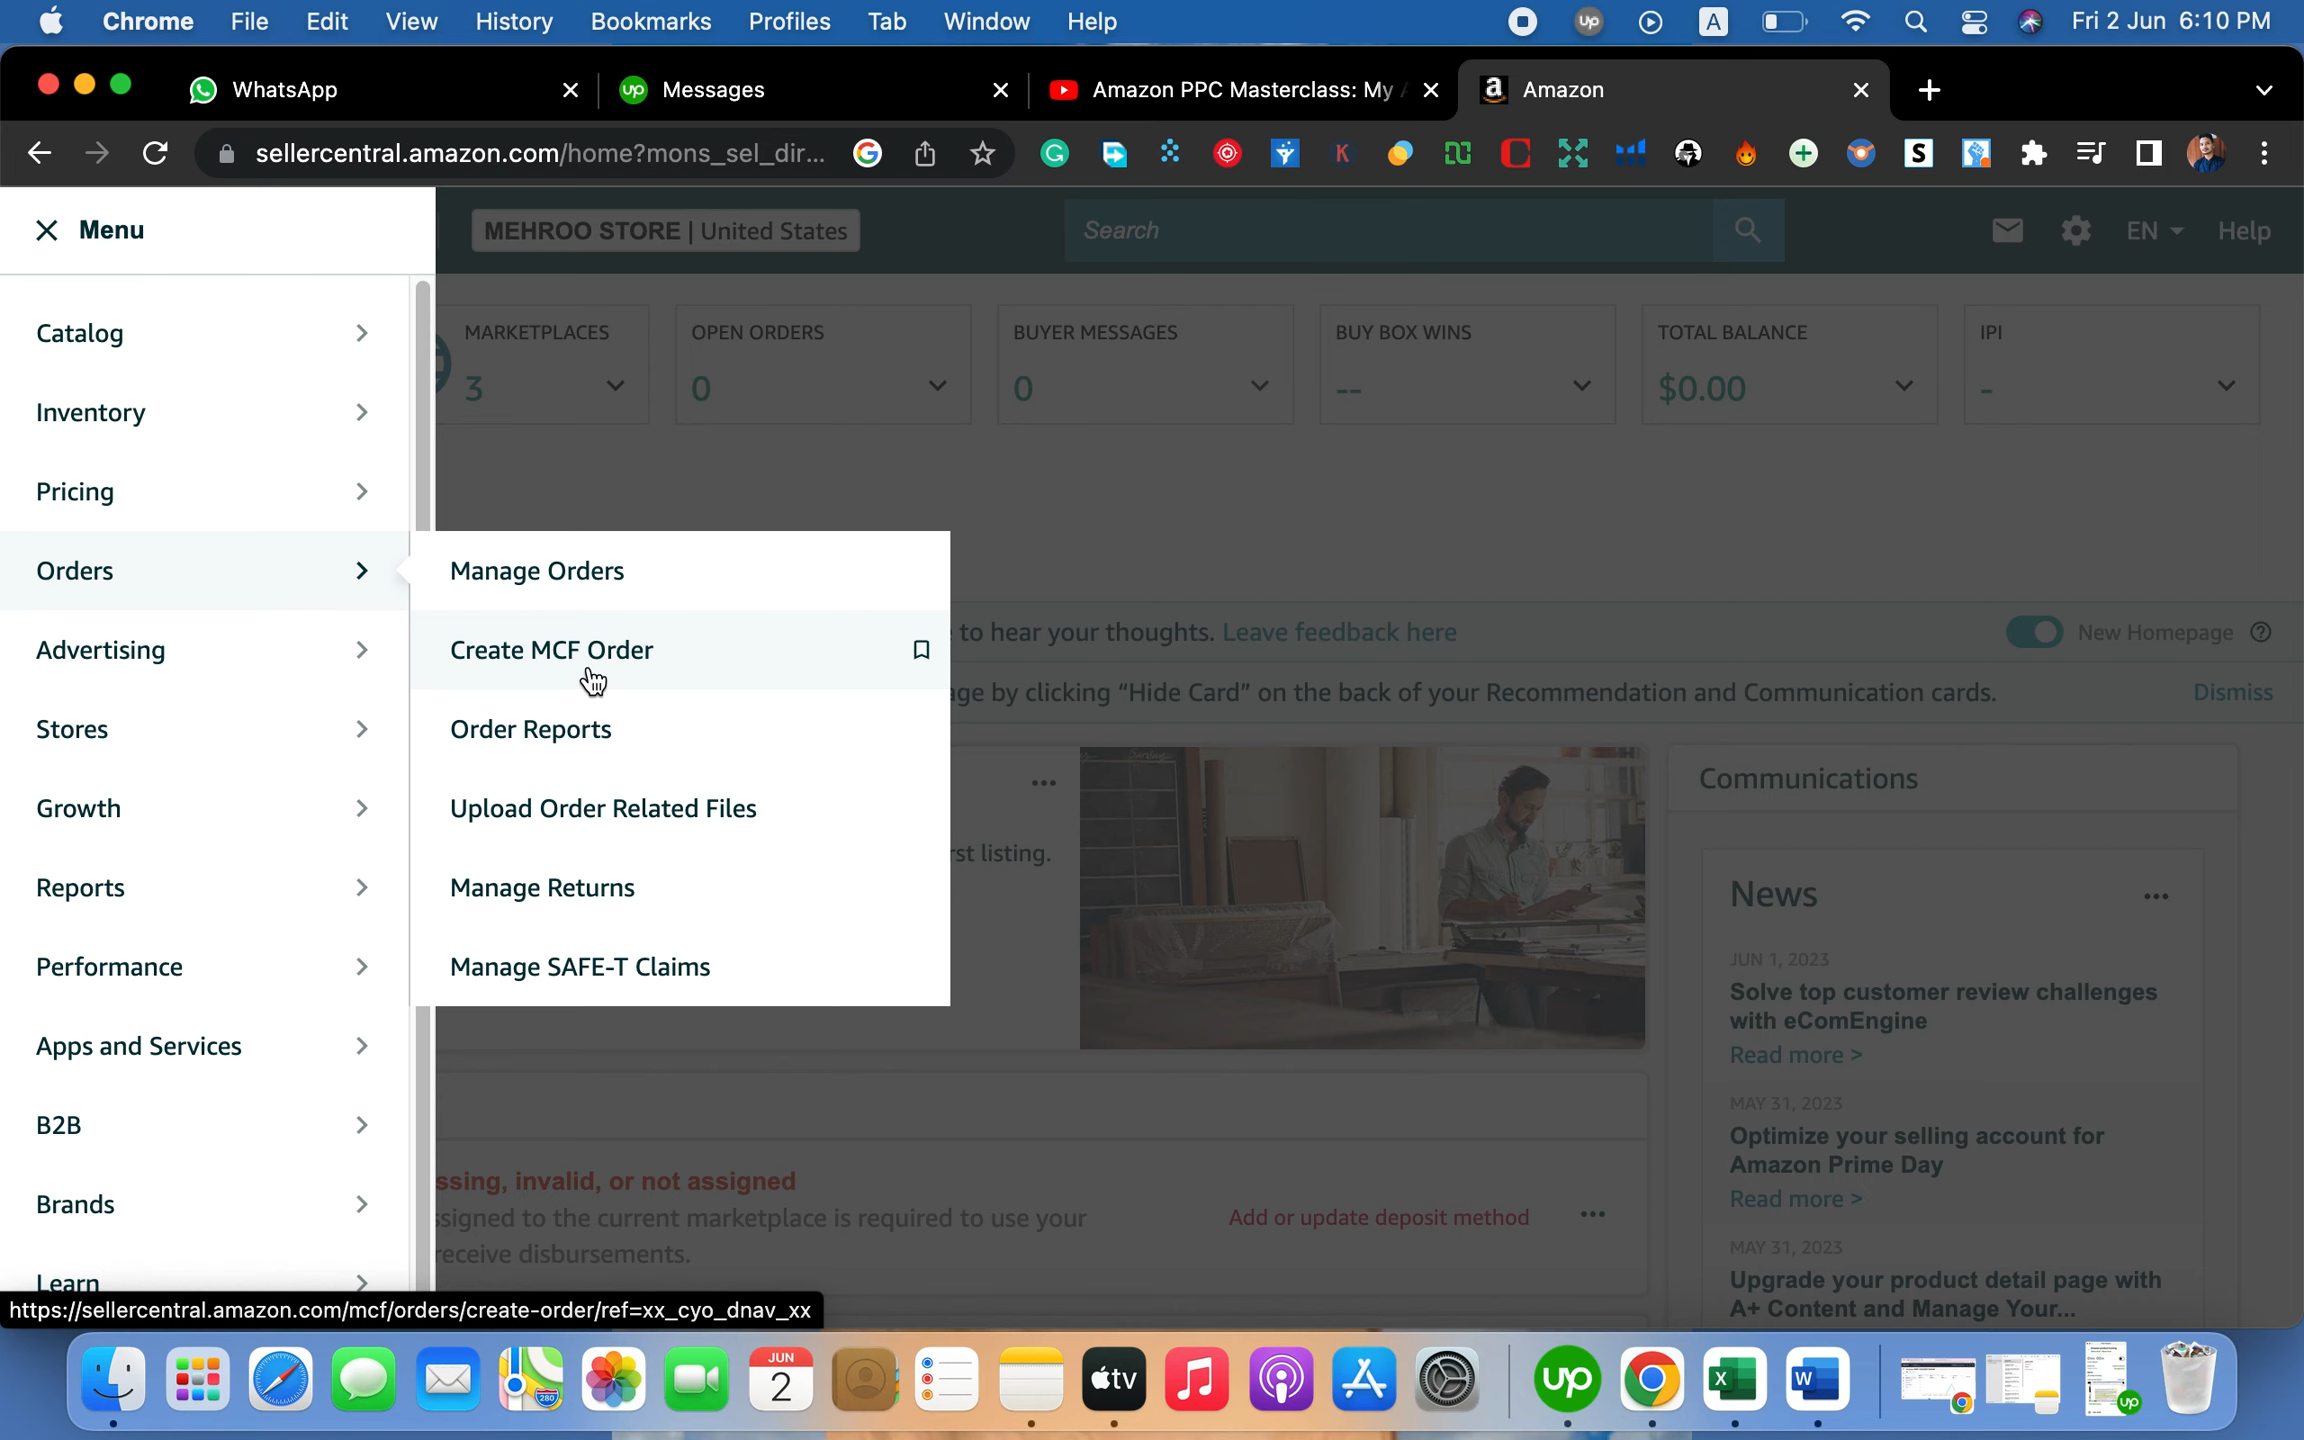 Chrome File Edit View History Bookmarks Profiles Tab Window Help
A
Fri 2 Jun 6:10 PM
WhatsApp
Messages
Amazon PPC Masterclass: My
Amazon
sellercentral.amazon.com/home?mons_sel_dir...
Menu
MEHROO STORE | United States
Search
EN
Help
Catalog
Inventory
Pricing
Orders
Advertising
Stores
Growth
Reports
Performance
Apps and Services
B2B
Brands
Learn
Manage Orders
Create MCF Order
Order Reports
Upload Order Related Files
Manage Returns
Manage SAFE-T Claims
MARKETPLACES
3
OPEN ORDERS
0
BUYER MESSAGES
0
BUY BOX WINS
--
TOTAL BALANCE
$0.00
IPI
-
to hear your thoughts. Leave feedback here
New Homepage
age by clicking “Hide Card” on the back of your Recommendation and Communication cards.
Dismiss
rst listing.
Communications
News
JUN 1, 2023
Solve top customer review challenges
with eComEngine
Read more >
MAY 31, 2023
Optimize your selling account for
Amazon Prime Day
Read more >
MAY 31, 2023
Upgrade your product detail page with
A+ Content and Manage Your...
ssing, invalid, or not assigned
signed to the current marketplace is required to use your
receive disbursements.
Add or update deposit method
https://sellercentral.amazon.com/mcf/orders/create-order/ref=xx_cyo_dnav_xx
JUN
2
280
tv
up
X
W